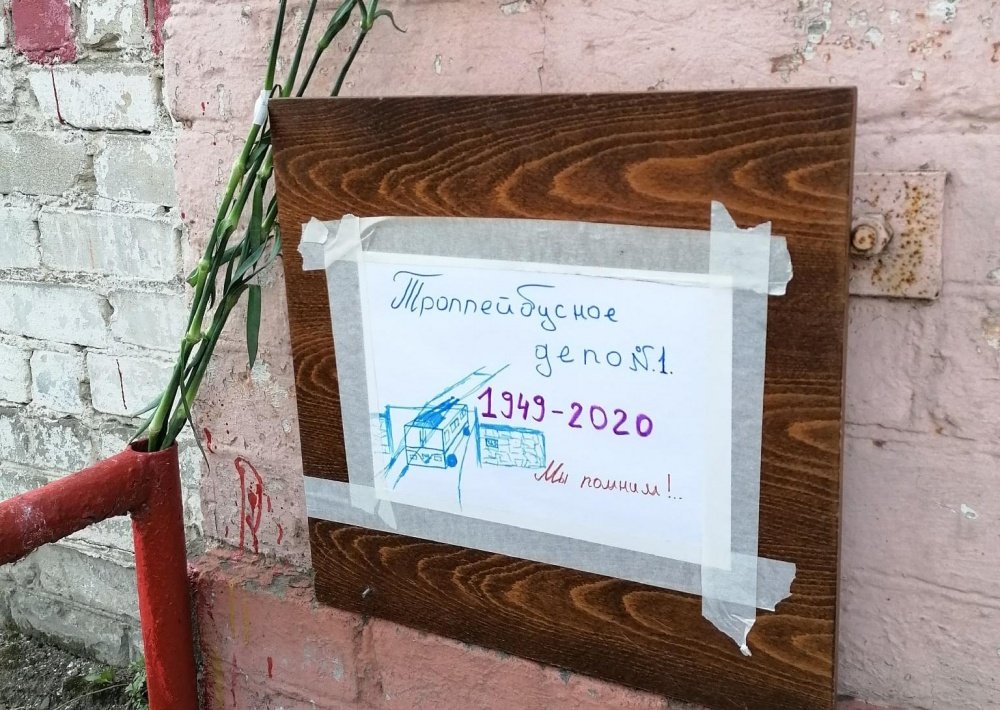 Троллейбусное
депо №1.
1949-2020
Мы помним!..